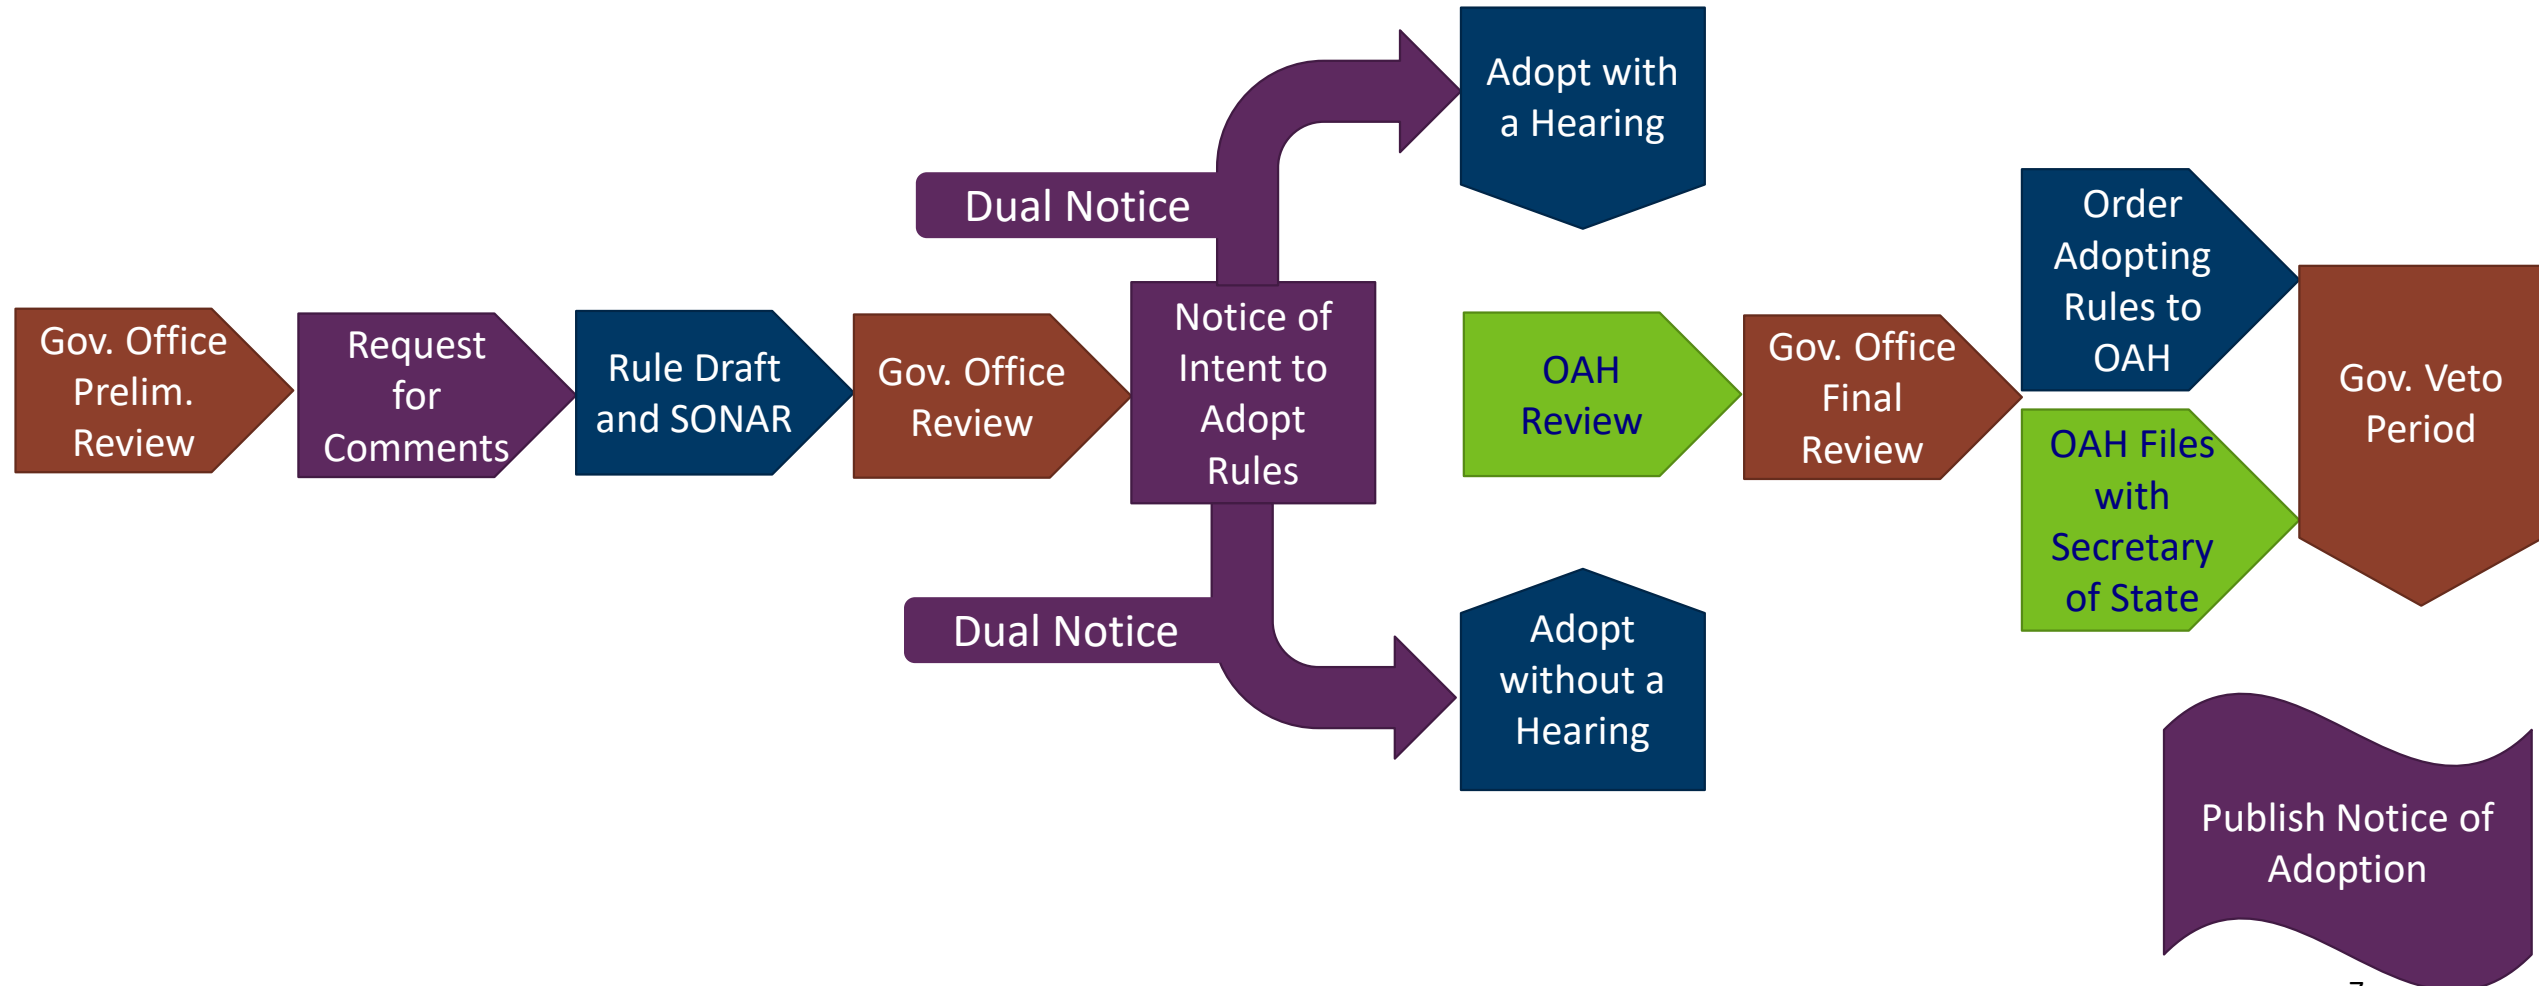 Gov. Office
Prelim.
Review
Request
for
Comments
Rule Draft
and SONAR
Gov. Office
Review
Notice of
Intent to
Adopt
Rules
Dual Notice
Adopt with
a Hearing
Dual Notice
Adopt
without a
Hearing
OAH
Review
Gov. Office
Final
Review
Order
Adopting
Rules to
OAH
OAH Files
with
Secretary
of State
Gov. Veto
Period
Publish Notice of
Adoption